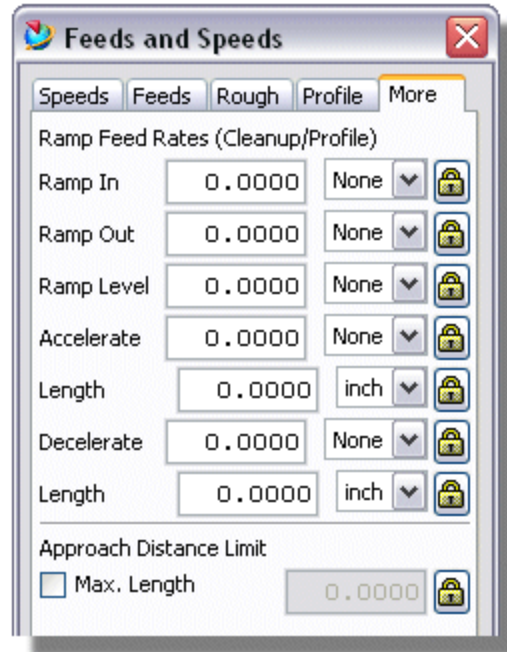 Feeds and Speeds
Speeds Feeds Rough Profile More
Ramp Feed Rates (Cleanup/Profile)
Ramp In 0.0000 None
Ramp Out 0.0000 None
Ramp Level 0.0000 None
Accelerate 0.0000 None
Length 0.0000 inch
Decelerate 0.0000 None
Length 0.0000 inch
Approach Distance Limit
Max. Length 0.0000